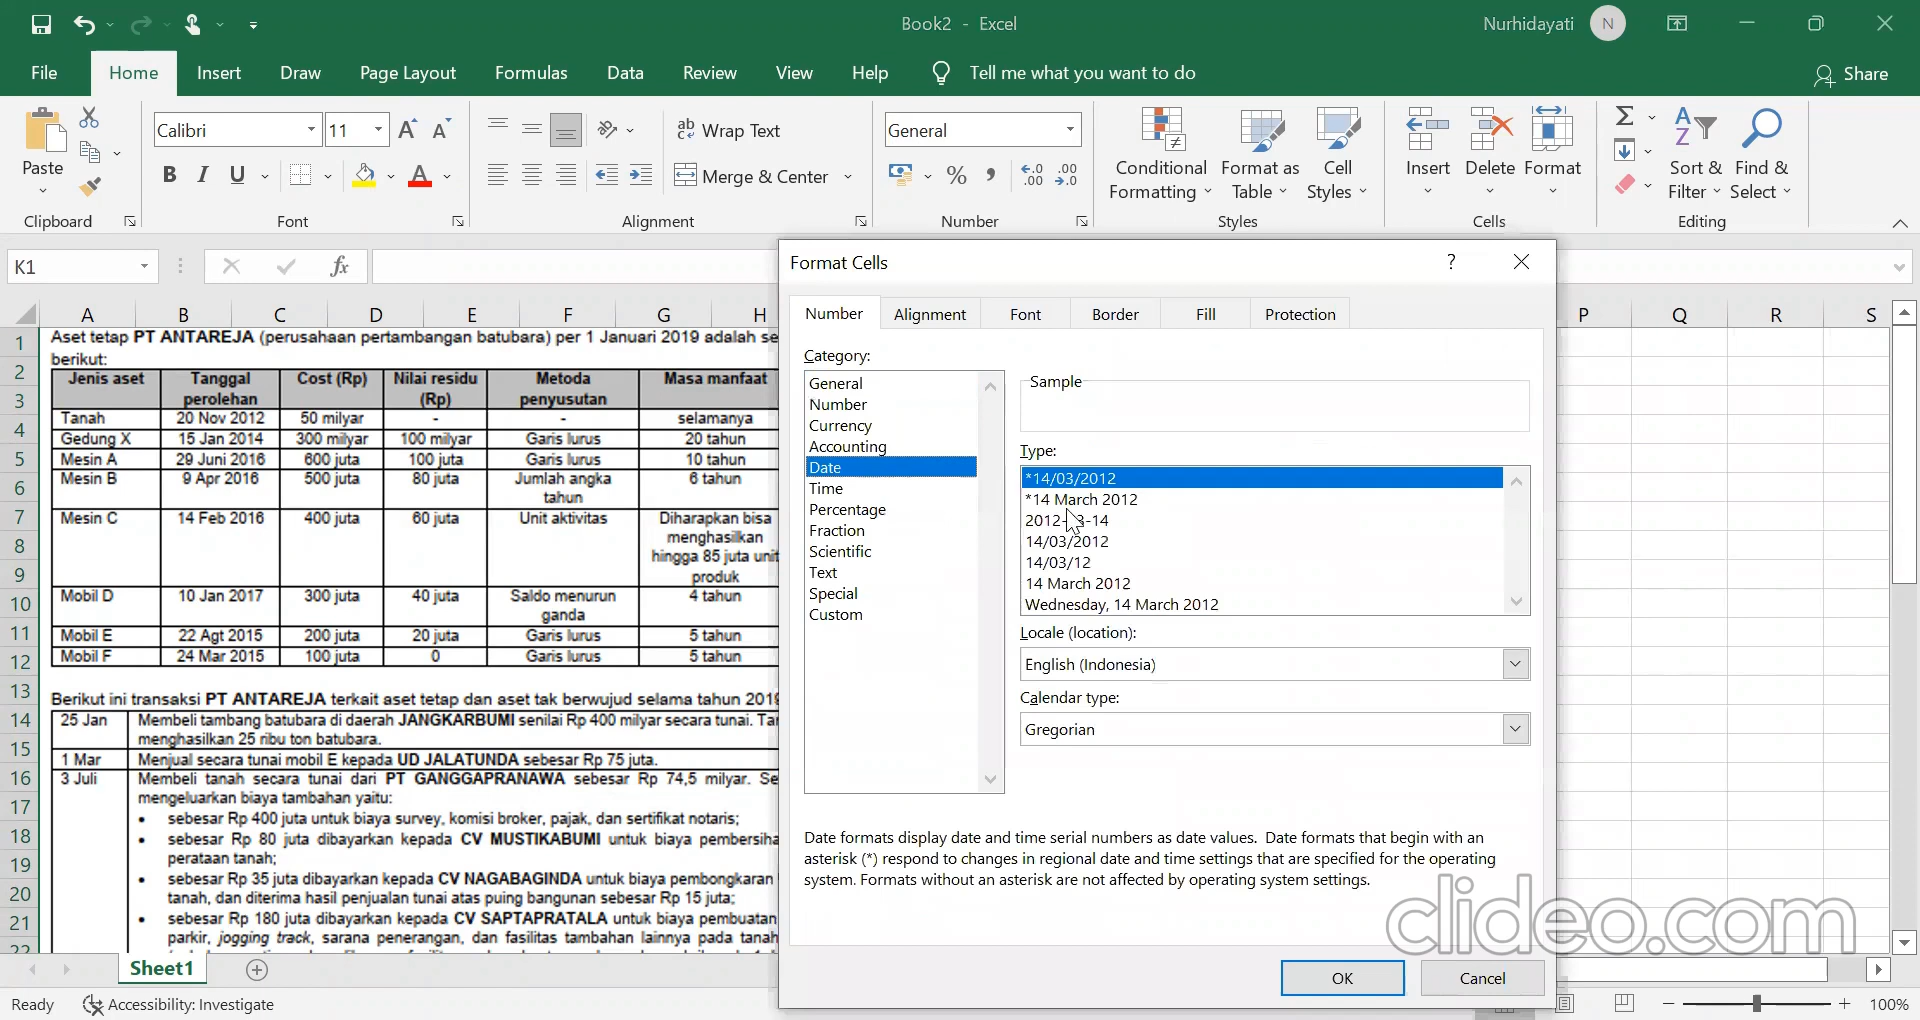 Book2 - Excel
Nurhidayati N
File Home Insert Draw Page Layout Formulas Data Review View Help Tell me what you want to do Share
Calibri 11 Wrap Text General
Paste B I U Merge & Center % Conditional Formatting Format as Table Cell Styles Insert Delete Format Sort & Filter Find & Select
Clipboard Font Alignment Number Styles Cells Editing
K1 fx
A B C D E F G H P Q R S
1
2
3
4
5
6
7
8
9
10
11
12
13
14
15
16
17
18
19
20
21
22
Aset tetap PT ANTAREJA (perusahaan pertambangan batubara) per 1 Januari 2019 adalah se
berikut:
Jenis aset Tanggal perolehan Cost (Rp) Nilai residu (Rp) Metoda penyusutan Masa manfaat
Tanah 20 Nov 2012 50 milyar - - selamanya
Gedung X 15 Jan 2014 300 milyar 100 milyar Garis lurus 20 tahun
Mesin A 29 Juni 2016 600 juta 100 juta Garis lurus 10 tahun
Mesin B 9 Apr 2016 500 juta 80 juta Jumlah angka tahun 6 tahun
Mesin C 14 Feb 2016 400 juta 60 juta Unit aktivitas Diharapkan bisa
menghasilkan
hingga 85 juta unit
produk
Mobil D 10 Jan 2017 300 juta 40 juta Saldo menurun ganda 4 tahun
Mobil E 22 Agt 2015 200 juta 20 juta Garis lurus 5 tahun
Mobil F 24 Mar 2015 100 juta 0 Garis lurus 5 tahun
Berikut ini transaksi PT ANTAREJA terkait aset tetap dan aset tak berwujud selama tahun 2019
25 Jan Membeli tambang batubara di daerah JANGKARBUMI senilai Rp 400 milyar secara tunai. Ta
menghasilkan 25 ribu ton batubara.
1 Mar Menjual secara tunai mobil E kepada UD JALATUNDA sebesar Rp 75 juta.
3 Juli Membeli tanah secara tunai dari PT GANGGAPRANAWA sebesar Rp 74,5 milyar. Se
mengeluarkan biaya tambahan yaitu:
• sebesar Rp 400 juta untuk biaya survey, komisi broker, pajak, dan sertifikat notaris;
• sebesar Rp 80 juta dibayarkan kepada CV MUSTIKABUMI untuk biaya pembersiha
perataan tanah;
• sebesar Rp 35 juta dibayarkan kepada CV NAGABAGINDA untuk biaya pembongkaran
tanah, dan diterima hasil penjualan tunai atas puing bangunan sebesar Rp 15 juta;
• sebesar Rp 180 juta dibayarkan kepada CV SAPTAPRATALA untuk biaya pembuatan
parkir, jogging track, sarana penerangan, dan fasilitas tambahan lainnya pada tanah
Format Cells ?
Number Alignment Font Border Fill Protection
Category:
General
Number
Currency
Accounting
Date
Time
Percentage
Fraction
Scientific
Text
Special
Custom
Sample
Type:
*14/03/2012
*14 March 2012
2012-03-14
14/03/2012
14/03/12
14 March 2012
Wednesday, 14 March 2012
Locale (location):
English (Indonesia)
Calendar type:
Gregorian
Date formats display date and time serial numbers as date values. Date formats that begin with an
asterisk (*) respond to changes in regional date and time settings that are specified for the operating
system. Formats without an asterisk are not affected by operating system settings.
clideo.com
OK Cancel
Sheet1
Ready Accessibility: Investigate 100%